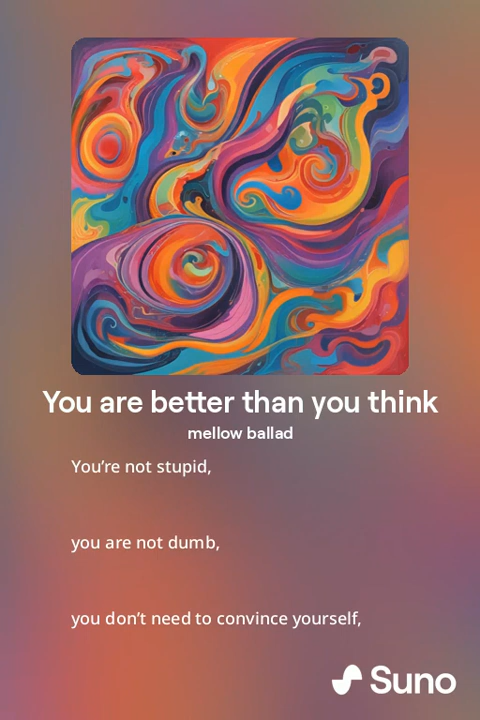 You are better than you think
mellow ballad
You’re not stupid,
you are not dumb,
you don’t need to convince yourself,
Suno